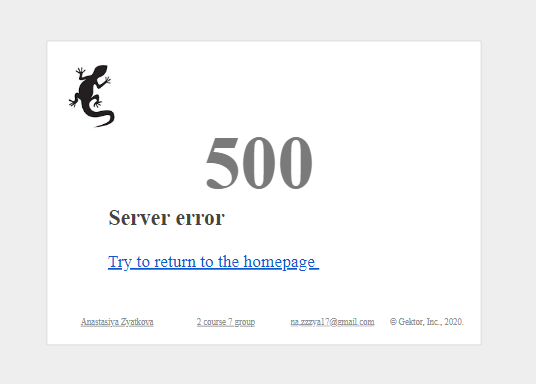 500
Server error
Try to return to the homepage
Anastasiya Zyatkova 2 course 7 group na.zzzya17@gmail.com © Gektor, Inc., 2020.